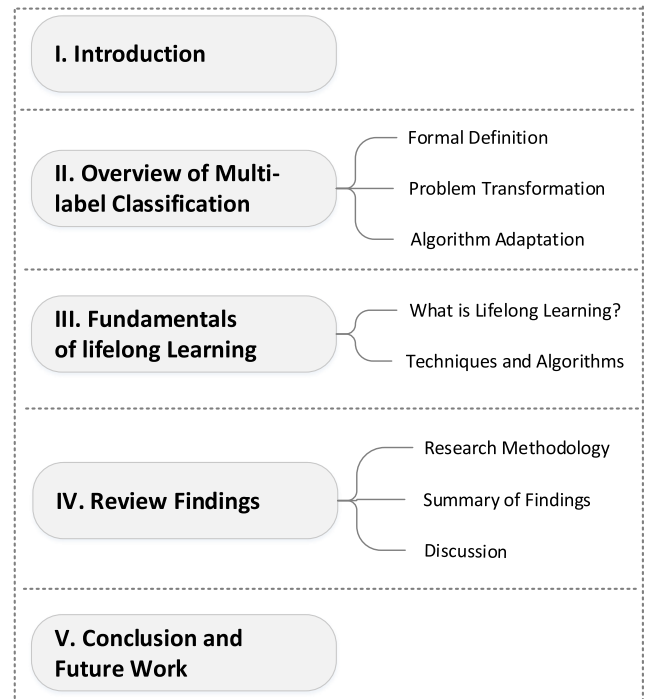 I. Introduction
II. Overview of Multi-
label Classification
Formal Definition
Problem Transformation
Algorithm Adaptation
III. Fundamentals
of lifelong Learning
What is Lifelong Learning?
Techniques and Algorithms
IV. Review Findings
Research Methodology
Summary of Findings
Discussion
V. Conclusion and
Future Work